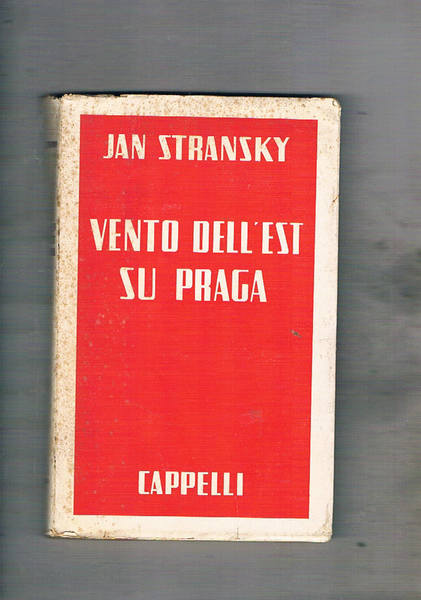 JAN STRANSKY
VENTO DELL'EST
SU PRAGA
CAPPELLI